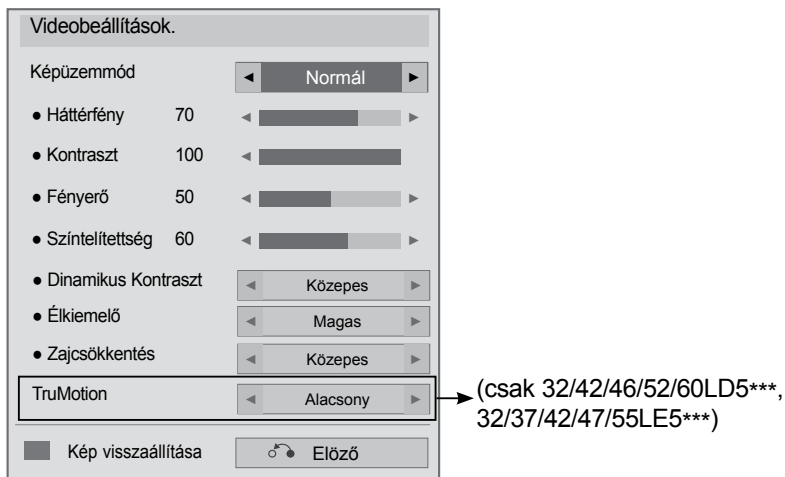 Videobeállítások.
Képüzemmód ◄ Normál ►
● Háttérfény 70 ◄ ►
● Kontraszt 100 ◄
● Fényerő 50 ◄ ►
● Színtelítettség 60 ◄ ►
● Dinamikus Kontraszt ◄ Közepes ►
● Élkiemelő ◄ Magas ►
● Zajcsökkentés ◄ Közepes ►
TruMotion ◄ Alacsony ►
(csak 32/42/46/52/60LD5***,
32/37/42/47/55LE5***)
Kép visszaállítása Elözö